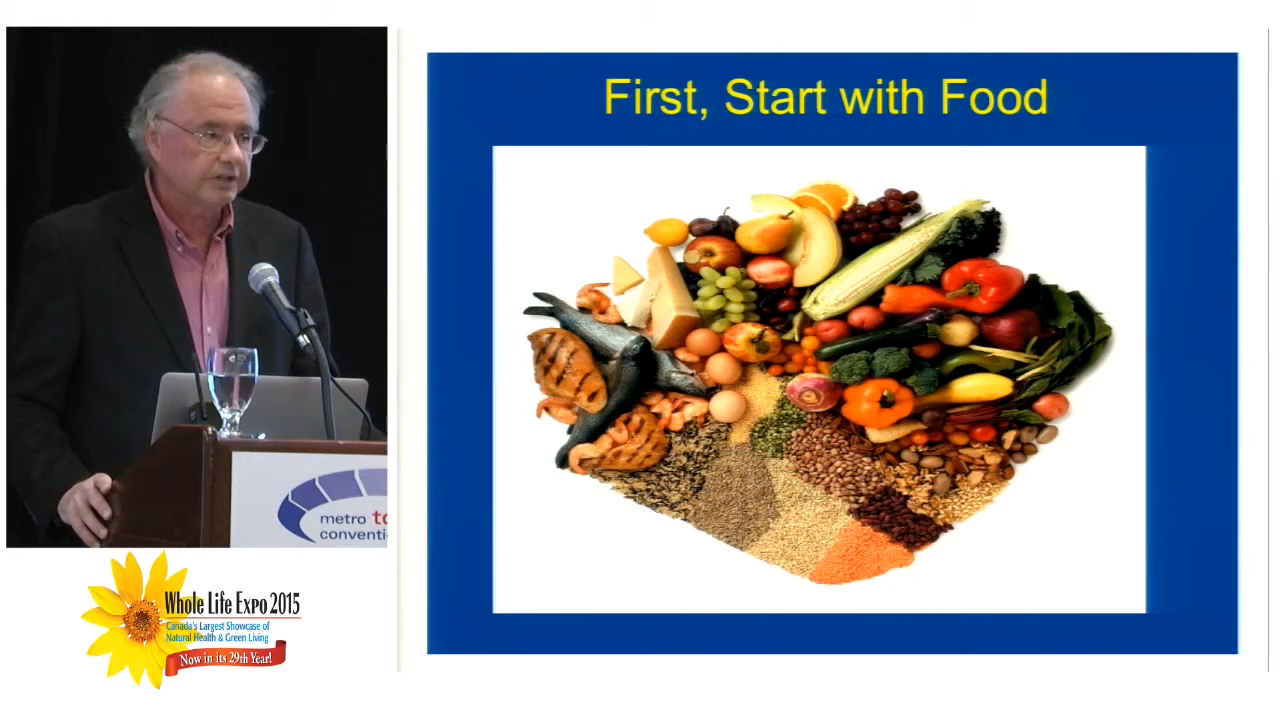 First, Start with Food
metro
conventi
Whole Life Expo 2015
Canada's Largest Showcase of
Natural Health & Green Living
Now in its 29th Year!